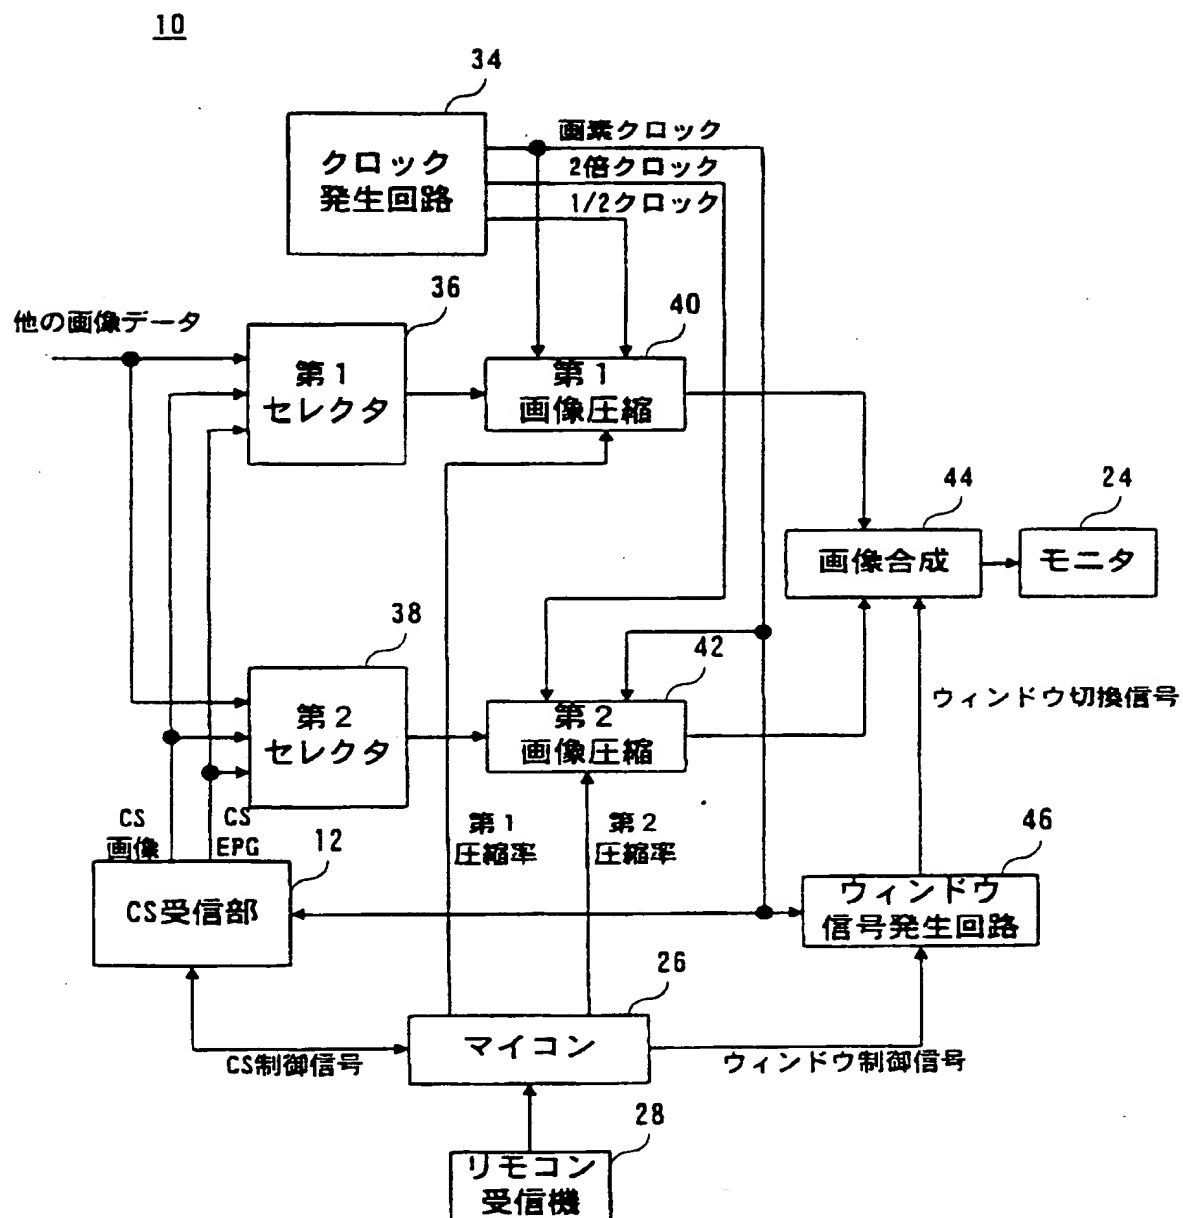 10
34
クロック
発生回路
画素クロック
2倍クロック
1/2クロック
他の画像データ
36
第1
セレクタ
40
第1
画像圧縮
44
画像合成
24
モニタ
38
第2
セレクタ
42
第2
画像圧縮
ウィンドウ切換信号
CS
画像
CS
EPG
12
CS受信部
第1
圧縮率
第2
圧縮率
46
ウィンドウ
信号発生回路
26
マイコン
CS制御信号
ウィンドウ制御信号
28
リモコン
受信機